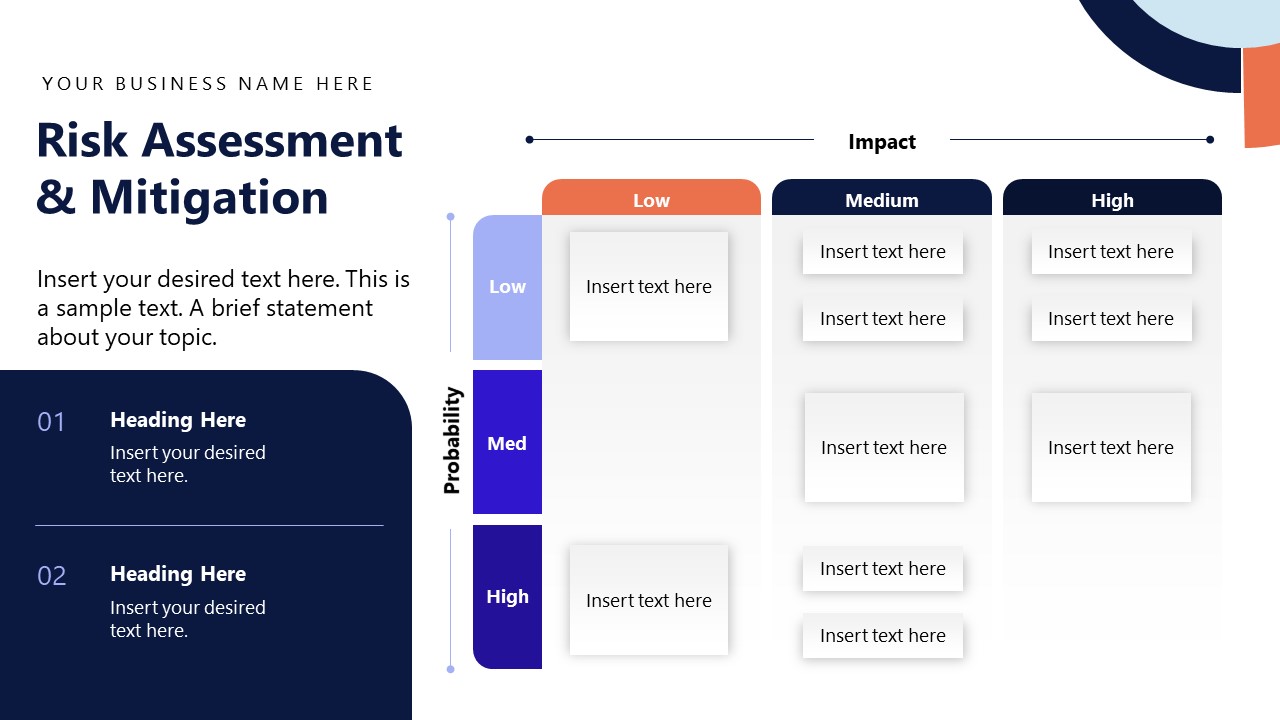 YOUR BUSINESS NAME HERE
Risk Assessment
& Mitigation
Insert your desired text here. This is
a sample text. A brief statement
about your topic.
01
Heading Here
Insert your desired
text here.
02
Heading Here
Insert your desired
text here.
Impact
Low
Medium
High
Probability
Low
Insert text here
Insert text here
Insert text here
Insert text here
Insert text here
Med
Insert text here
Insert text here
High
Insert text here
Insert text here
Insert text here